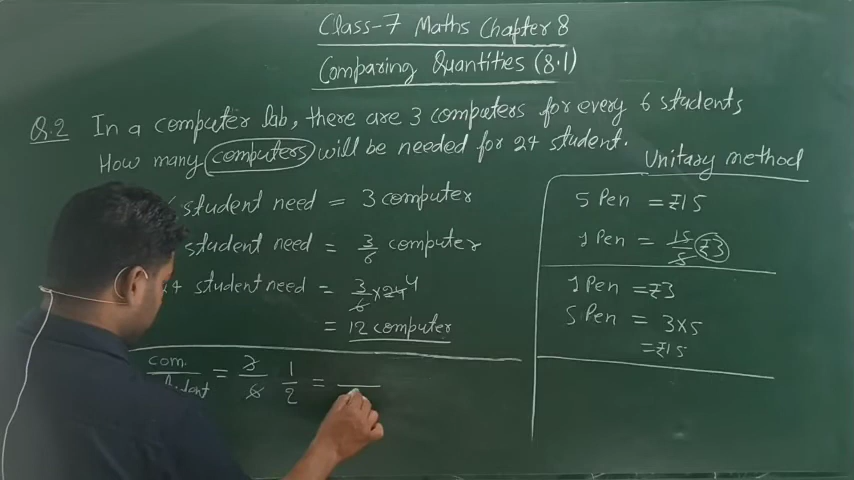 Class-7 Maths Chapter 8
Comparing Quantities (8.1)
Q.2 In a computer lab, there are 3 computers for every 6 students
How many computers will be needed for 24 student.
Unitary method
6 student need = 3 computer
student need = 3/6 computer
24 student need = 3/6 × 24 4
= 12 computer
com./student = 3/6 1/2 =
5 Pen = ₹15
1 Pen = 15/5 ₹3
1 Pen = ₹3
5 Pen = 3×5
= ₹15